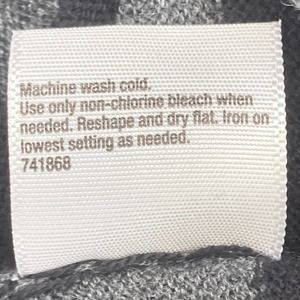 Machine wash cold.
Use only non-chlorine bleach when
needed. Reshape and dry flat. Iron on
lowest setting as needed.
741868